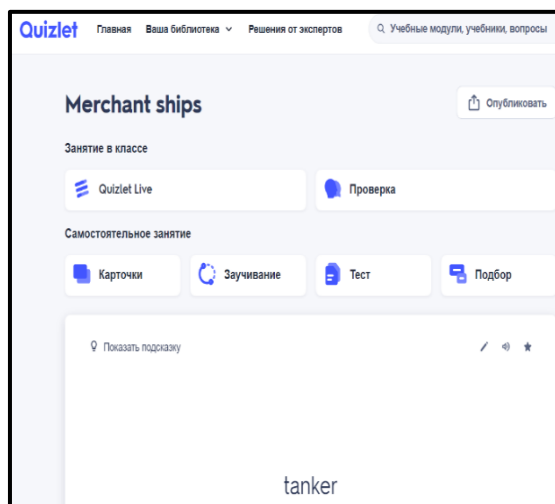 Quizlet Главная Ваша библиотека Решения от экспертов Учебные модули, учебники, вопросы
Merchant ships Опубликовать
Занятие в классе
Quizlet Live Проверка
Самостоятельное занятие
Карточки Заучивание Тест Подбор
Показать подсказку
tanker